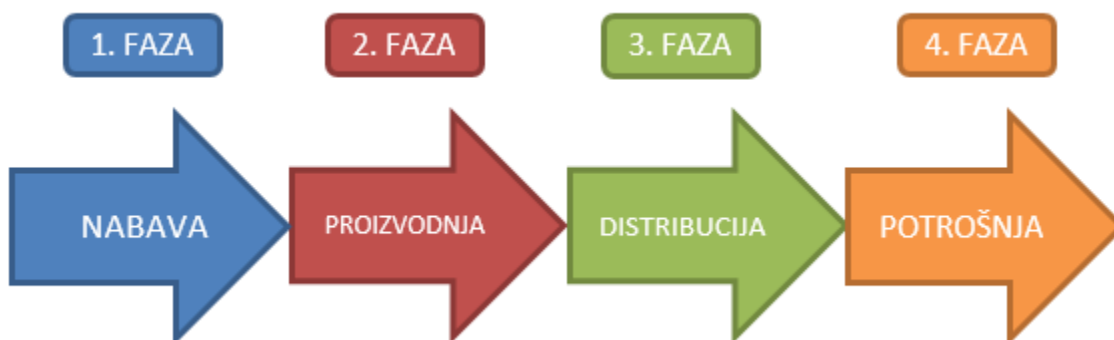 1. FAZA
2. FAZA
3. FAZA
4. FAZA
NABAVA
PROIZVODNJA
DISTRIBUCIJA
POTROŠNJA